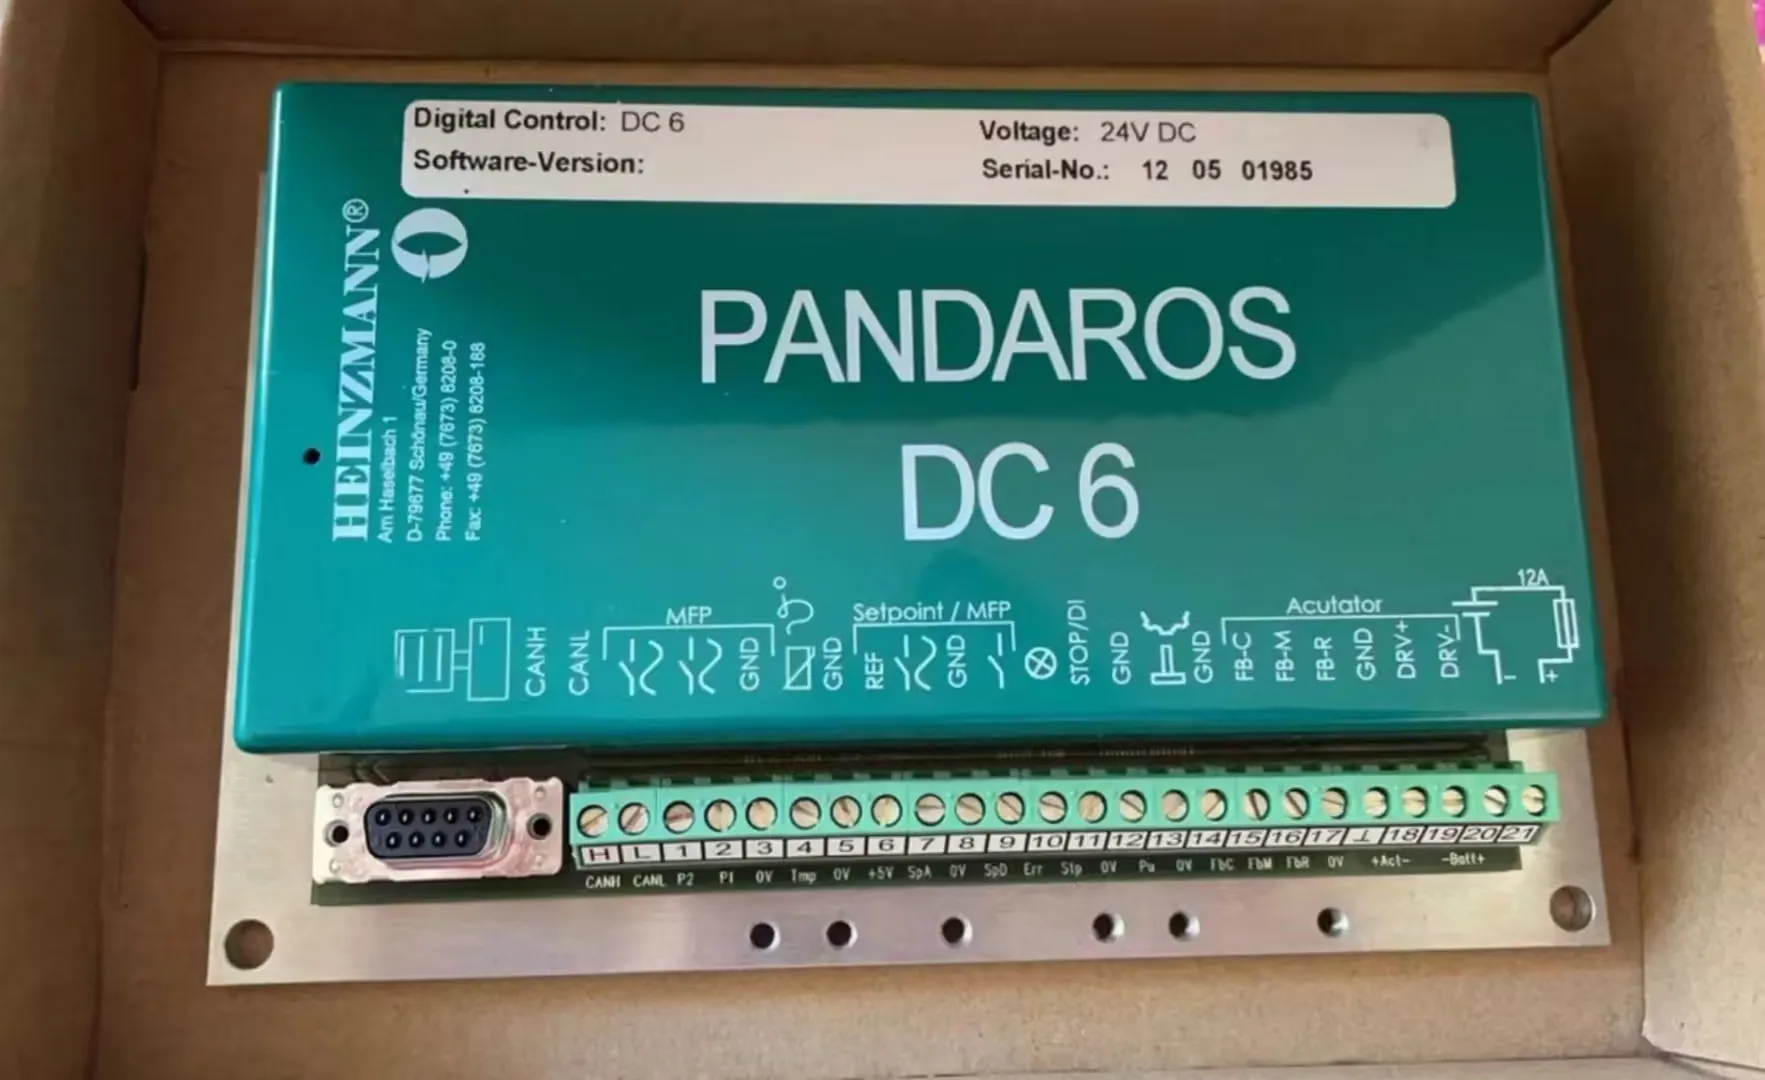 Digital Control: DC 6
Software-Version:
Voltage: 24V DC
Serial-No.: 12 05 01985
HEINZMANN®
Am Haselbach 1
D-79677 Schönau/Germany
Phone: +49 (7673) 8208-0
Fax: +49 (7673) 8208-188
PANDAROS
DC 6
MFP
Setpoint / MFP
Acutator
12A
CANH CANL GND GND REF GND STOP/DI GND GND FB-C FB-M FB-R GND DRV+ DRV- - +
H L 1 2 3 4 5 6 7 8 9 10 11 12 13 14 15 16 17 ⊥ 18 19 20 21
CANH CANL P2 P1 0V Tmp 0V +5V SpA 0V SpD Err Stp 0V Pu 0V FbC FbM FbR 0V +Act- -Batt+